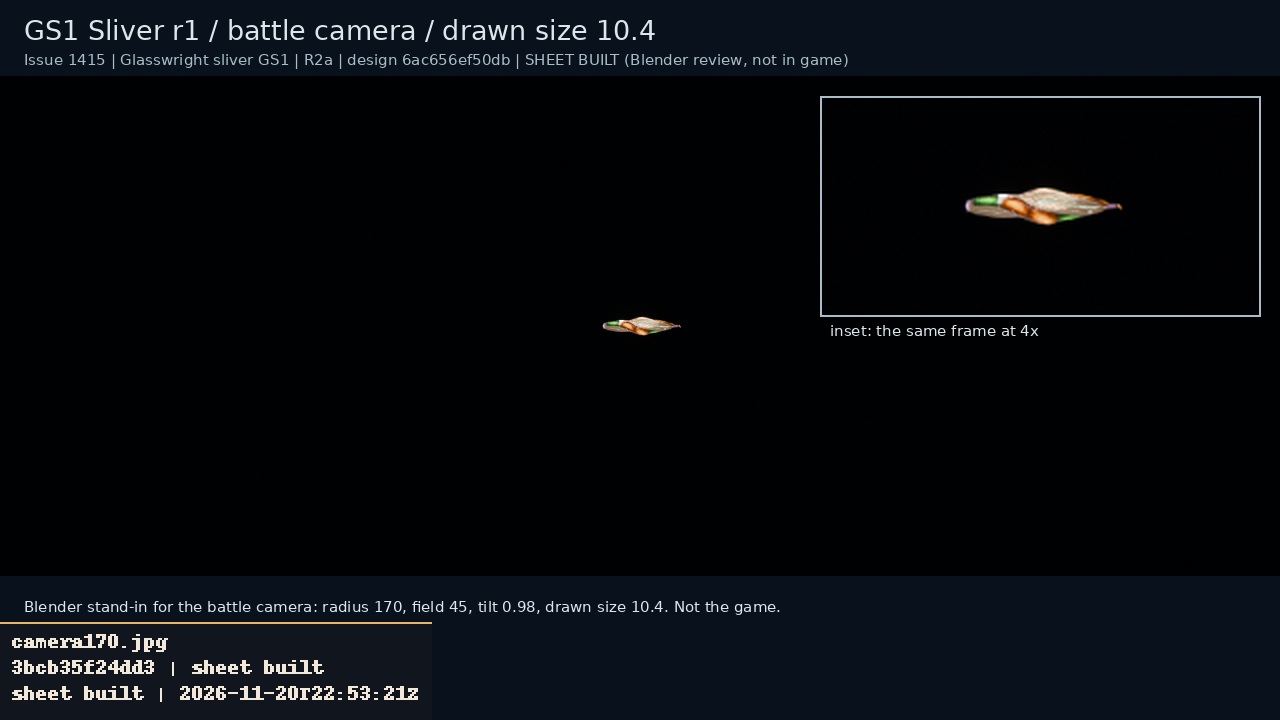 GS1 Sliver r1 / battle camera / drawn size 10.4
Issue 1415 | Glasswright sliver GS1 | R2a | design 6ac656ef50db | SHEET BUILT (Blender review, not in game)
inset: the same frame at 4x
Blender stand-in for the battle camera: radius 170, field 45, tilt 0.98, drawn size 10.4. Not the game.
camera170.jpg
3bcb35f24dd3 | sheet built
sheet built | 2026-11-20T22:53:21Z